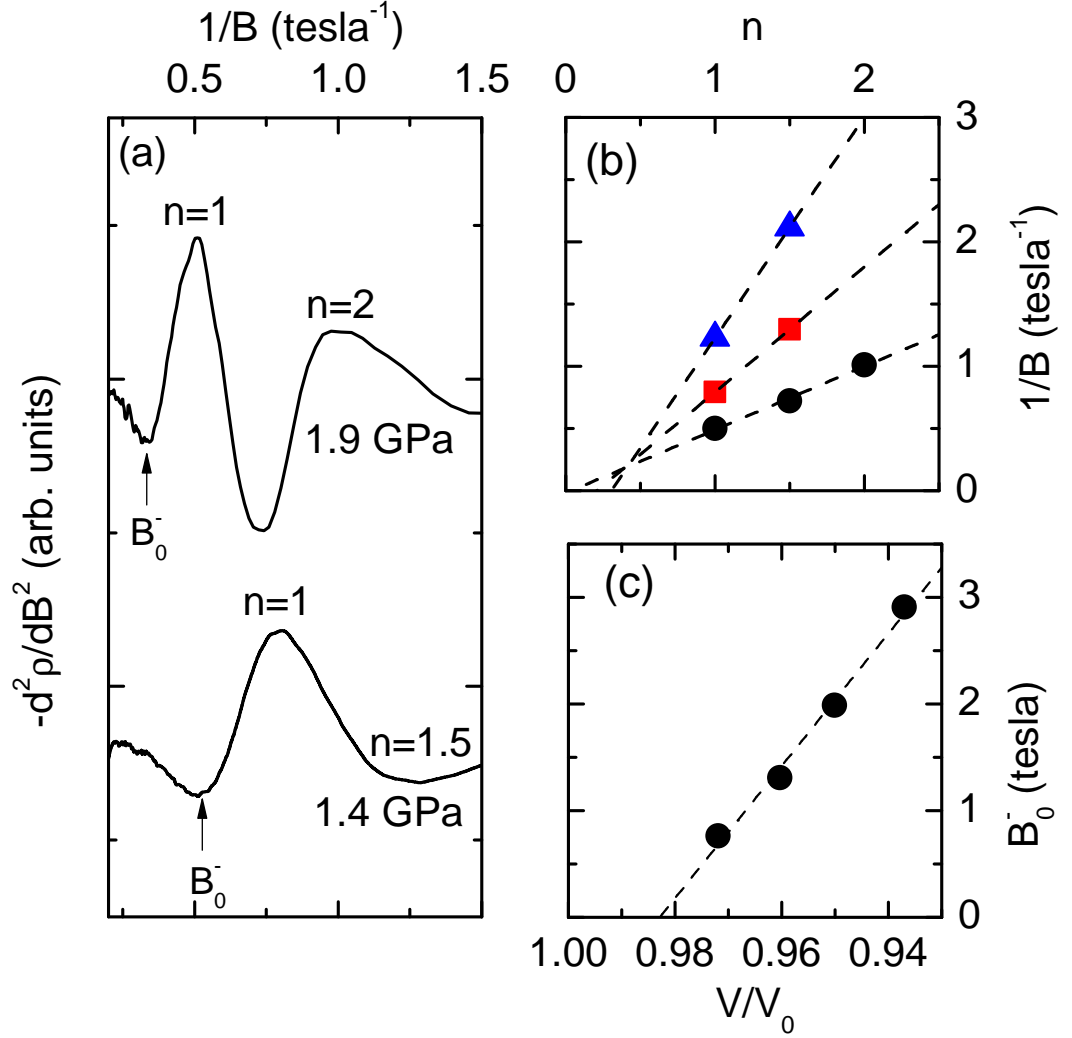 1/B (tesla⁻¹)
0.5 1.0 1.5
(a)
n=1
n=2
1.9 GPa
B₀⁻
n=1
n=1.5
1.4 GPa
B₀⁻
-d²ρ/dB² (arb. units)
n
0 1 2
(b)
3
2
1
0
1/B (tesla⁻¹)
(c)
3
2
1
0
B₀⁻ (tesla)
1.00 0.98 0.96 0.94
V/V₀